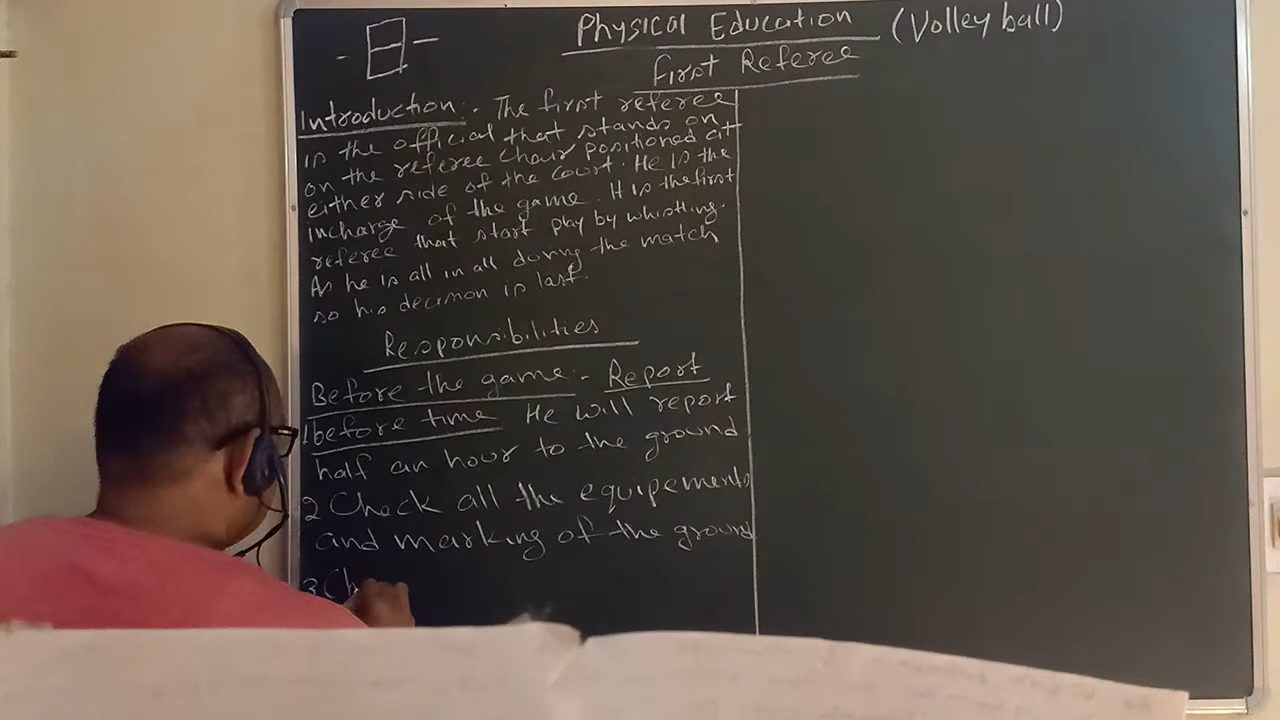 Physical Education (Volley ball)
First Referee
Introduction:- The first referee
is the official that stands on
on the referee chair positioned at
either side of the court. He is the
incharge of the game. It is the first
referee that start play by whistling.
As he is all in all during the match
so his decision is last.
Responsibilities
Before the game:- Report
1 before time He will report
half an hour to the ground
2 Check all the equipements
and marking of the ground
3 Ch